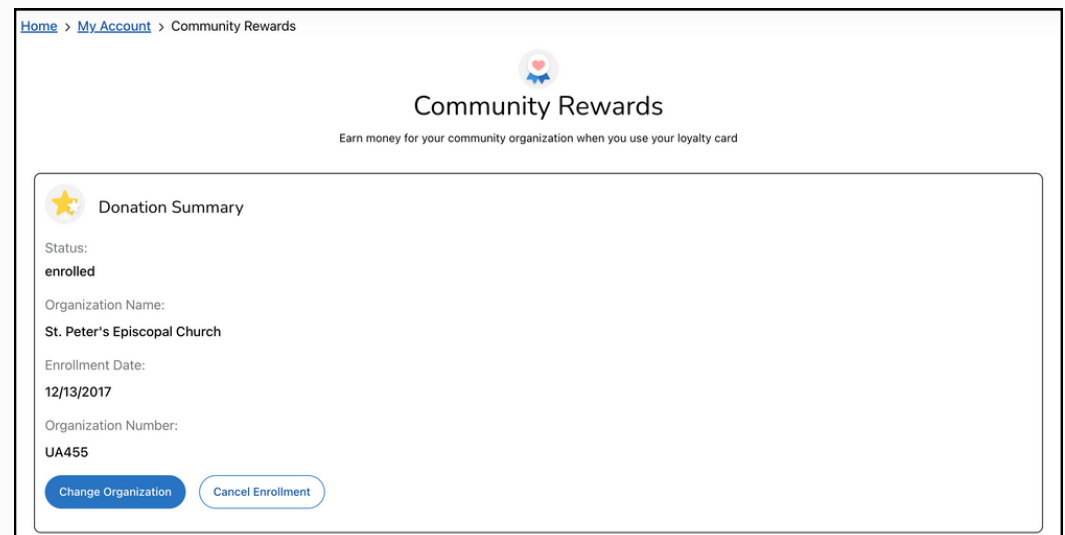 Home > My Account > Community Rewards
Community Rewards
Earn money for your community organization when you use your loyalty card
Donation Summary
Status:
enrolled
Organization Name:
St. Peter's Episcopal Church
Enrollment Date:
12/13/2017
Organization Number:
UA455
Change Organization Cancel Enrollment